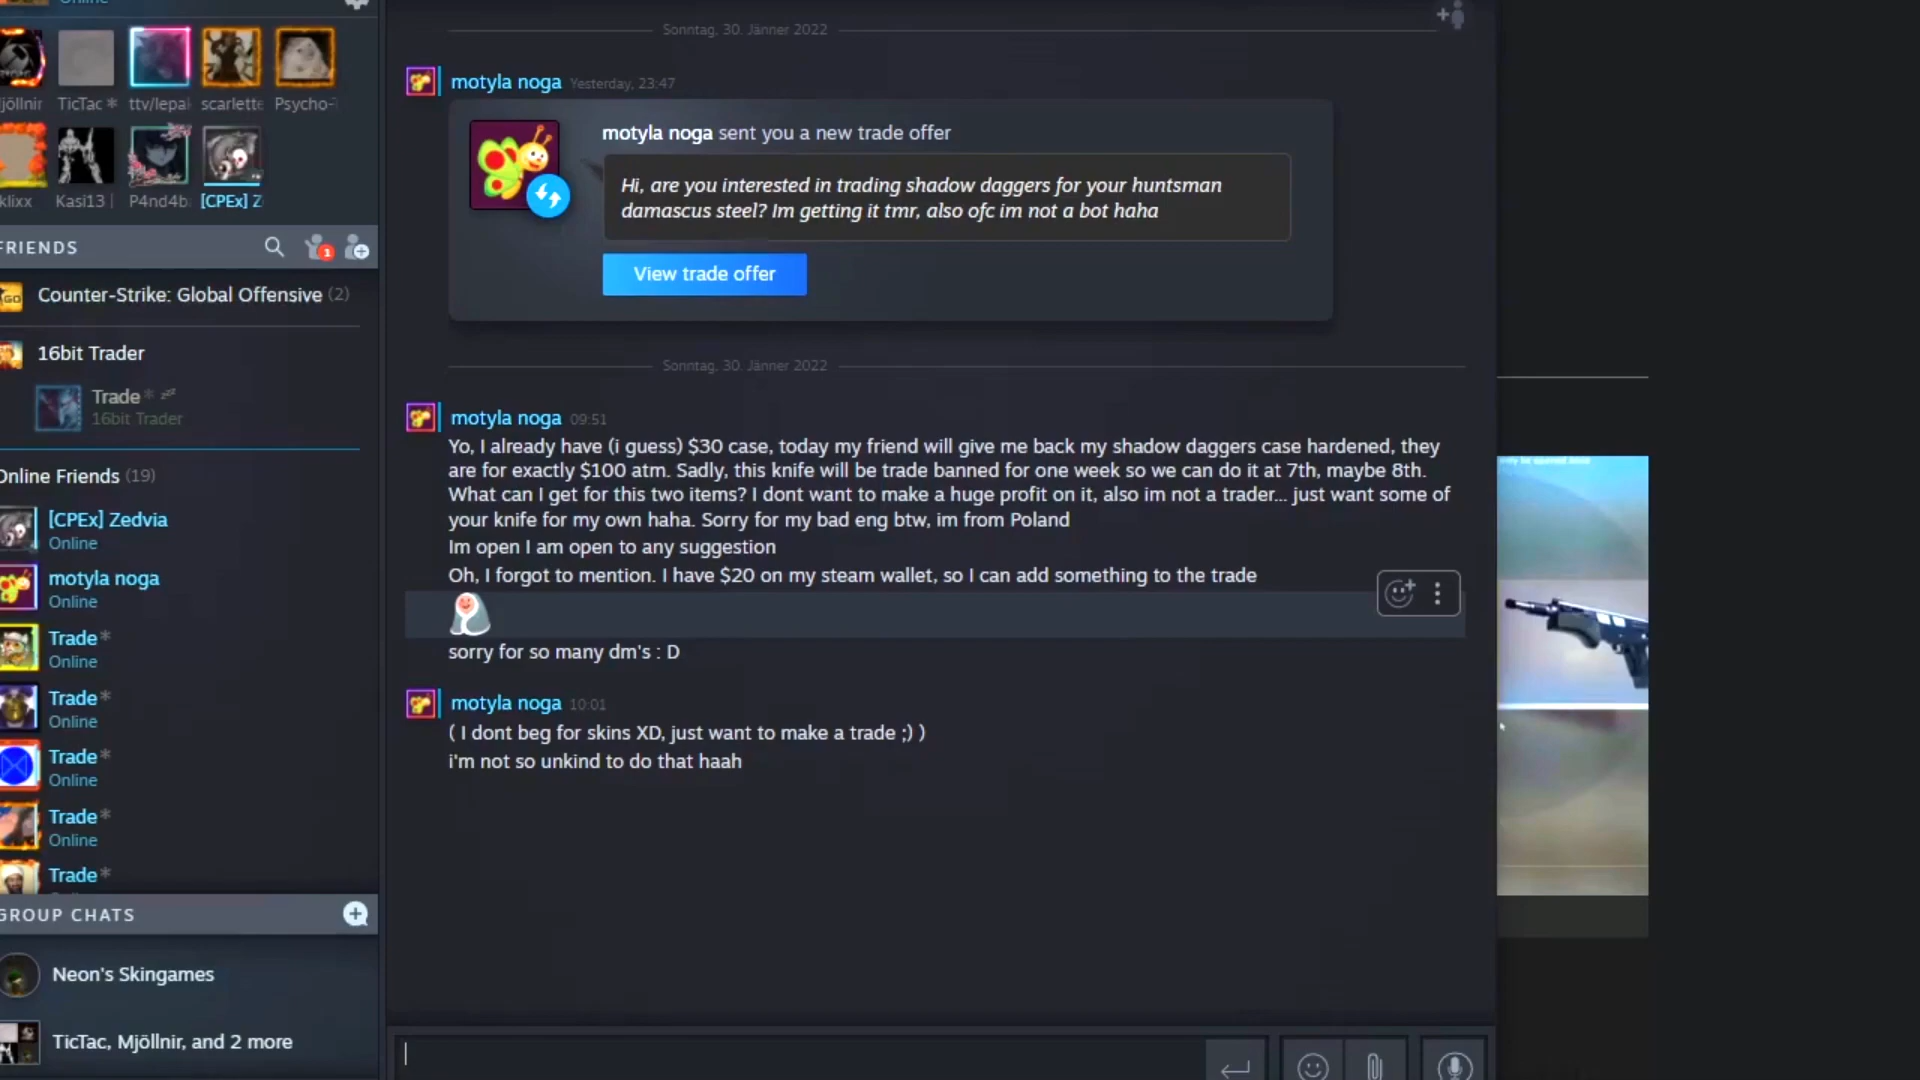 Online
jöllnir
TicTac *
ttv/lepa
scarlette
Psycho-
klixx
Kasi13 |
P4nd4b
[CPEx] Z
FRIENDS
1
Counter-Strike: Global Offensive (2)
16bit Trader
Trade * zz
16bit Trader
Online Friends (19)
[CPEx] Zedvia
Online
motyla noga
Online
Trade *
Online
Trade *
Online
Trade *
Online
Trade *
Online
Trade *
GROUP CHATS
Neon's Skingames
TicTac, Mjöllnir, and 2 more
Sonntag, 30. Jänner 2022
motyla noga Yesterday, 23:47
motyla noga sent you a new trade offer
Hi, are you interested in trading shadow daggers for your huntsman
damascus steel? Im getting it tmr, also ofc im not a bot haha
View trade offer
Sonntag, 30. Jänner 2022
motyla noga 09:51
Yo, I already have (i guess) $30 case, today my friend will give me back my shadow daggers case hardened, they
are for exactly $100 atm. Sadly, this knife will be trade banned for one week so we can do it at 7th, maybe 8th.
What can I get for this two items? I dont want to make a huge profit on it, also im not a trader... just want some of
your knife for my own haha. Sorry for my bad eng btw, im from Poland
Im open I am open to any suggestion
Oh, I forgot to mention. I have $20 on my steam wallet, so I can add something to the trade
sorry for so many dm's : D
motyla noga 10:01
( I dont beg for skins XD, just want to make a trade ;) )
i'm not so unkind to do that haah